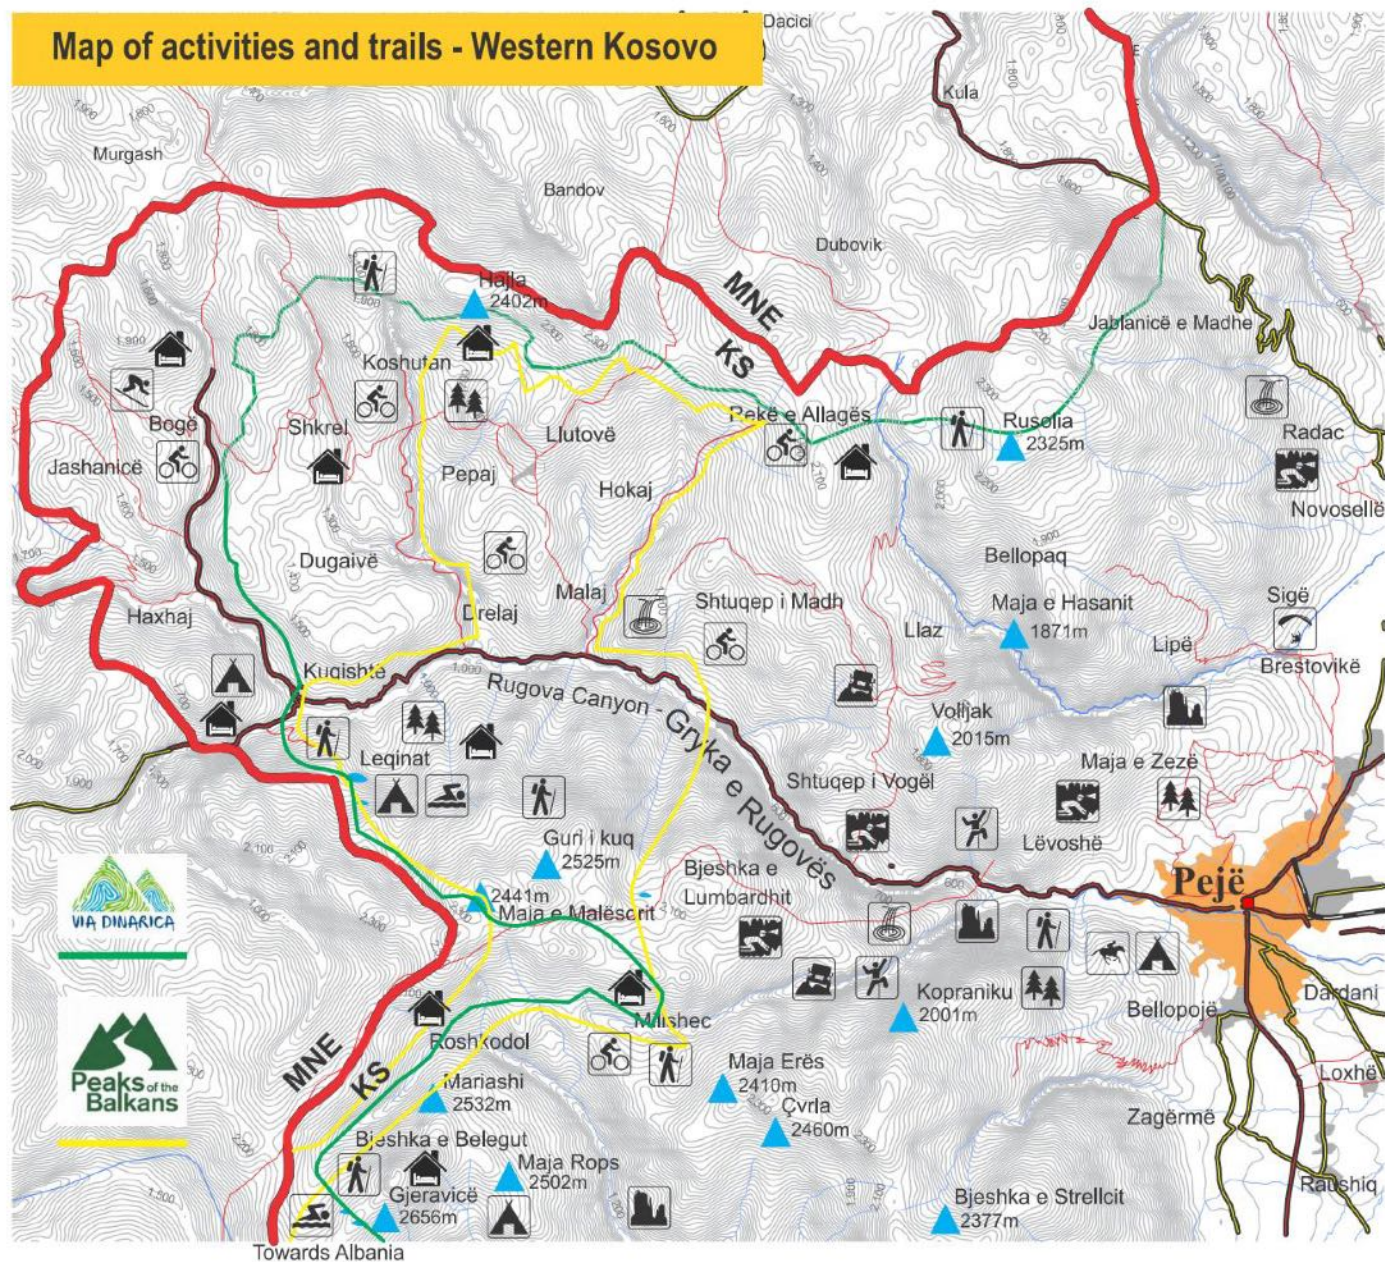 Map of activities and trails - Western Kosovo
Dacici
Kula
Murgash
Bandov
Dubovik
Hajla
2402m
MNE
KS
Jablanicë e Madhe
Koshutan
Rekë e Allagës
Rusolia
2325m
Radac
Bogë
Shkrel
Llutovë
Jashanicë
Pepaj
Hokaj
Novosellë
Dugaivë
Bellopaq
Malaj
Shtuqep i Madh
Maja e Hasanit
1871m
Sigë
Haxhaj
Drelaj
Llaz
Lipë
Brestovikë
Kuqishtë
Rugova Canyon - Gryka e Rugovës
Volljak
2015m
Leqinat
Shtuqep i Vogël
Maja e Zezë
Guri i kuq
2525m
Lëvoshë
Bjeshka e
Lumbardhit
Pejë
VIA DINARICA
2441m
Maja e Malësorit
Kopraniku
2001m
Dardani
Milishec
Bellopojë
Roshkodol
MNE
KS
Peaks of the
Balkans
Mariashi
2532m
Maja Erës
2410m
Loxhë
Çvrla
2460m
Zagërmë
Bjeshka e Belegut
Maja Rops
2502m
Gjeravicë
2656m
Bjeshka e Strellcit
2377m
Raushiq
Towards Albania